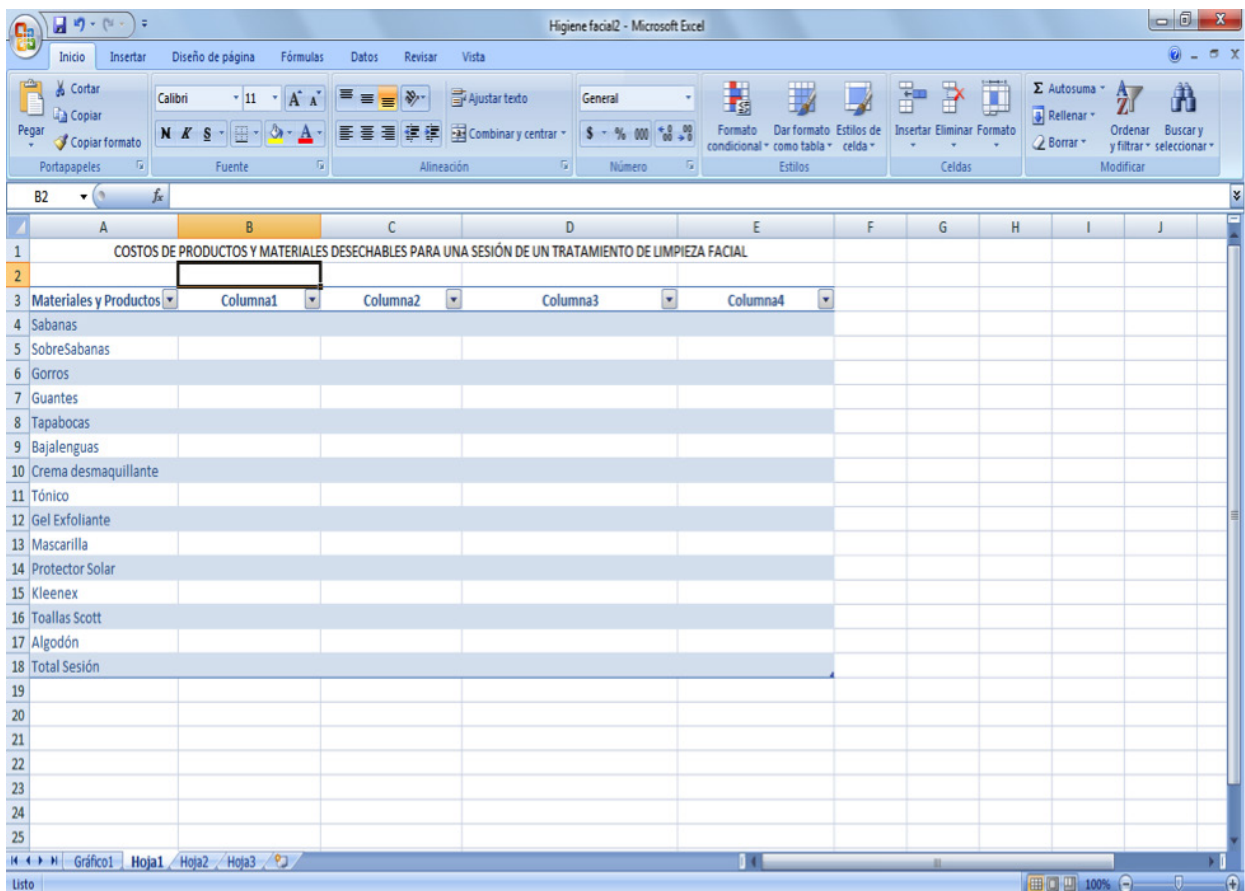 Higiene facial2 - Microsoft Excel
Inicio Insertar Diseño de página Fórmulas Datos Revisar Vista
Pegar
Cortar
Copiar
Copiar formato
Portapapeles
Calibri 11
N K S
Fuente
Ajustar texto
Combinar y centrar
Alineación
General
$ % 000
Número
Formato condicional
Dar formato como tabla
Estilos de celda
Estilos
Insertar Eliminar Formato
Celdas
Σ Autosuma
Rellenar
Borrar
Ordenar y filtrar
Buscar y seleccionar
Modificar
B2 fx
A B C D E F G H I J
1 COSTOS DE PRODUCTOS Y MATERIALES DESECHABLES PARA UNA SESIÓN DE UN TRATAMIENTO DE LIMPIEZA FACIAL
2
3 Materiales y Productos Columna1 Columna2 Columna3 Columna4
4 Sabanas
5 SobreSabanas
6 Gorros
7 Guantes
8 Tapabocas
9 Bajalenguas
10 Crema desmaquillante
11 Tónico
12 Gel Exfoliante
13 Mascarilla
14 Protector Solar
15 Kleenex
16 Toallas Scott
17 Algodón
18 Total Sesión
19
20
21
22
23
24
25
Gráfico1 Hoja1 Hoja2 Hoja3
Listo 100%